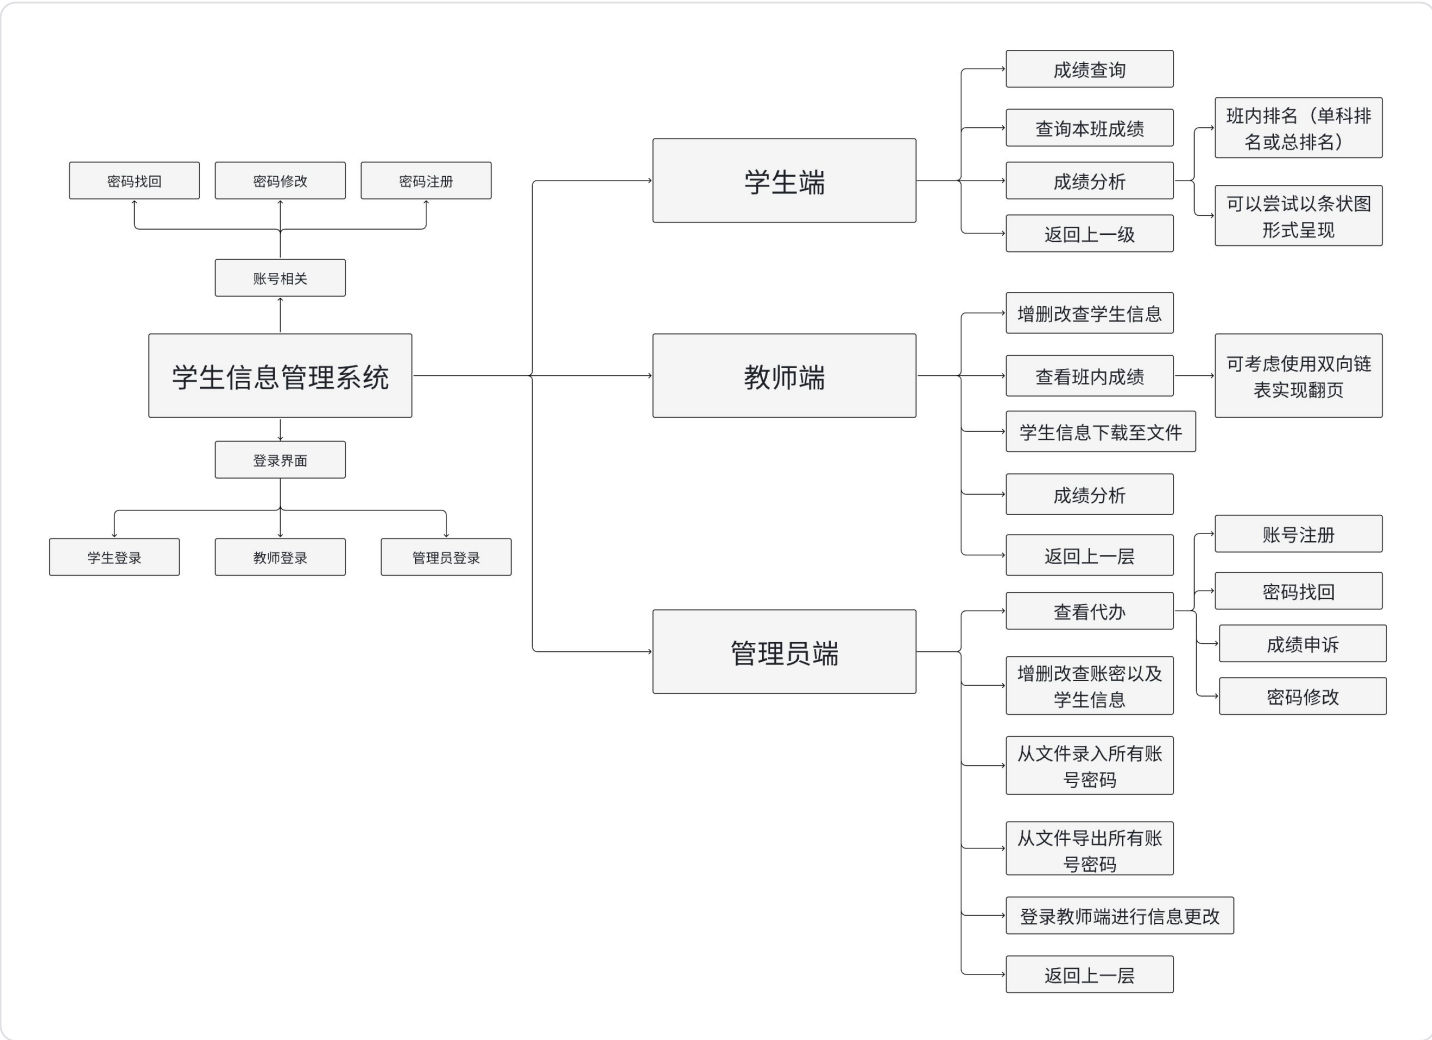 密码找回
密码修改
密码注册
账号相关
学生信息管理系统
登录界面
学生登录
教师登录
管理员登录
学生端
成绩查询
查询本班成绩
成绩分析
返回上一级
班内排名（单科排
名或总排名）
可以尝试以条状图
形式呈现
教师端
增删改查学生信息
查看班内成绩
学生信息下载至文件
成绩分析
返回上一层
可考虑使用双向链
表实现翻页
管理员端
查看代办
增删改查账密以及
学生信息
从文件录入所有账
号密码
从文件导出所有账
号密码
登录教师端进行信息更改
返回上一层
账号注册
密码找回
成绩申诉
密码修改